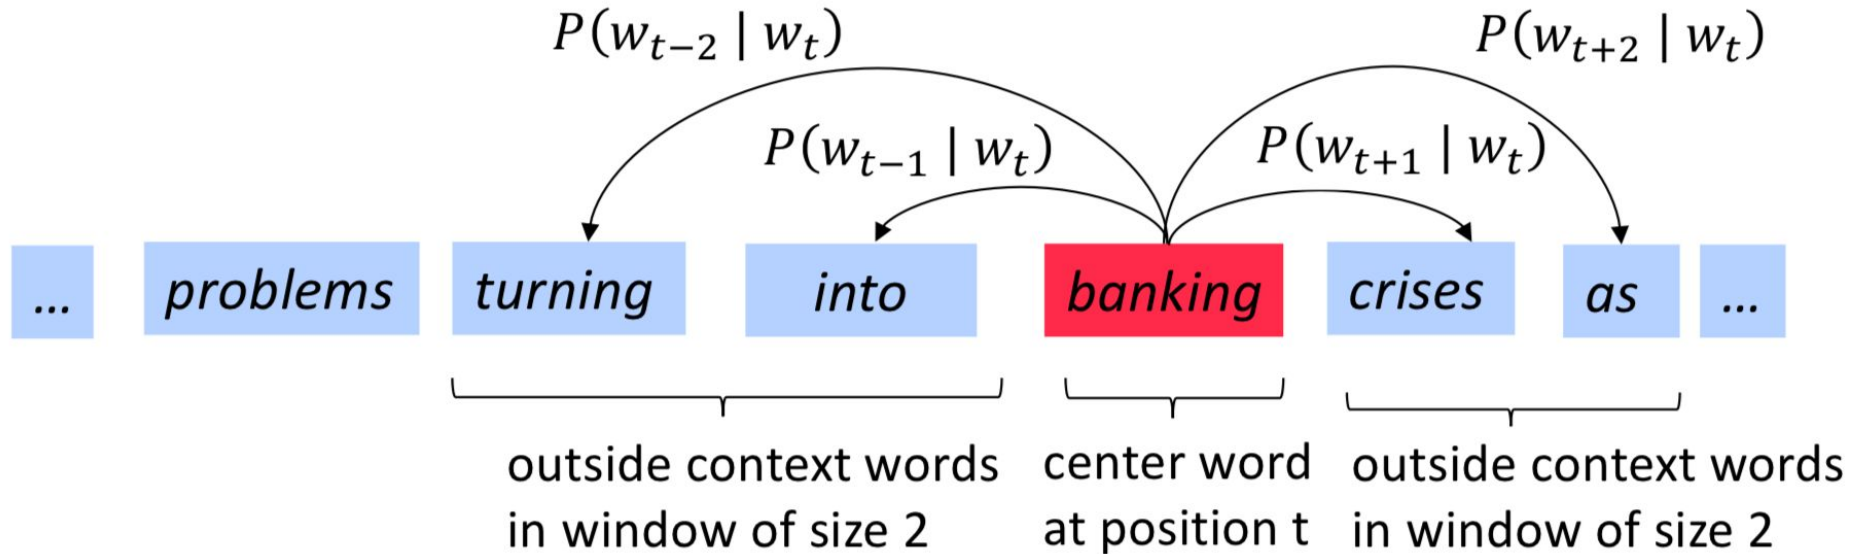 P(w_{t−2} | w_t) P(w_{t+2} | w_t)
P(w_{t−1} | w_t) P(w_{t+1} | w_t)
... problems turning into banking crises as ...
outside context words center word outside context words
in window of size 2 at position t in window of size 2